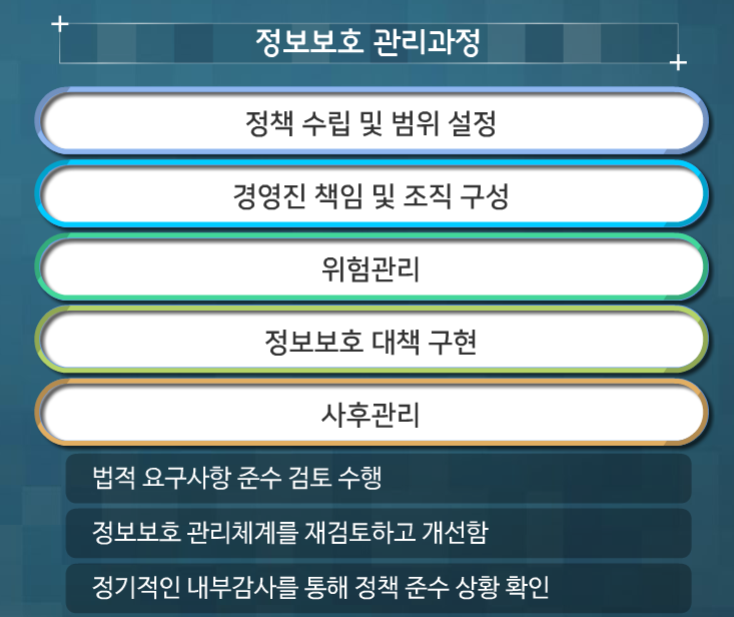 정보보호 관리과정
정책 수립 및 범위 설정
경영진 책임 및 조직 구성
위험관리
정보보호 대책 구현
사후관리
법적 요구사항 준수 검토 수행
정보보호 관리체계를 재검토하고 개선함
정기적인 내부감사를 통해 정책 준수 상황 확인